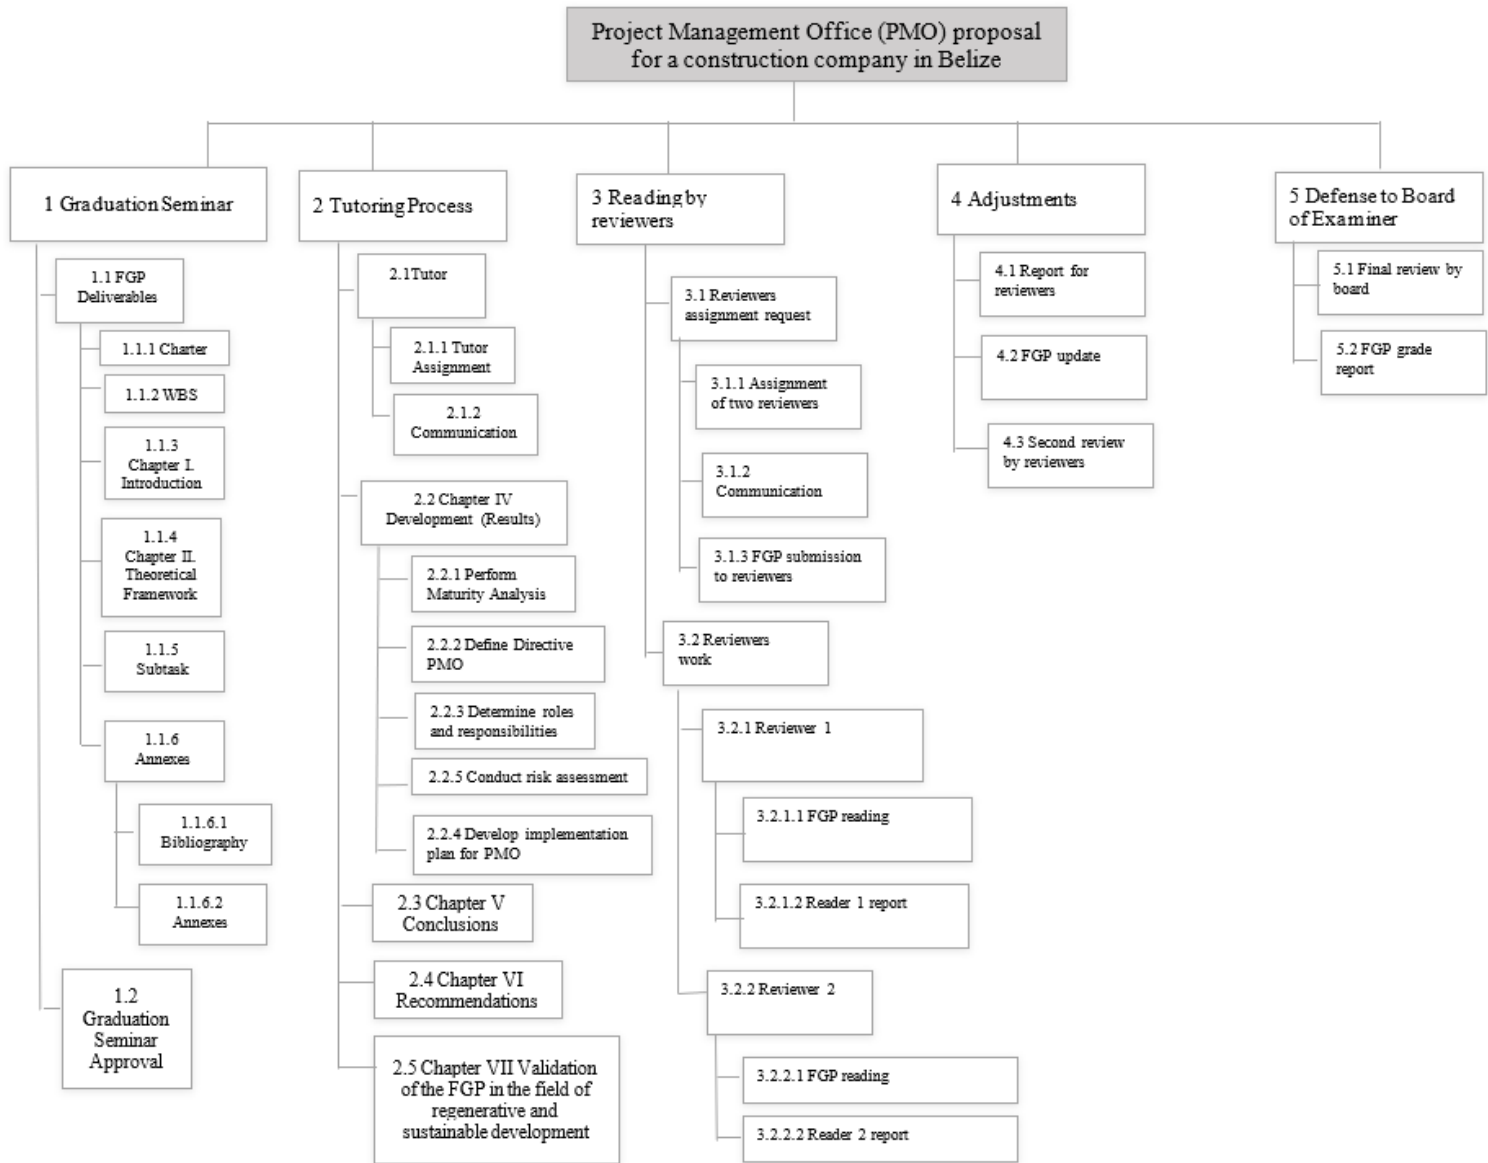 Project Management Office (PMO) proposal
for a construction company in Belize
1 Graduation Seminar
1.1 FGP
Deliverables
1.1.1 Charter
1.1.2 WBS
1.1.3
Chapter I.
Introduction
1.1.4
Chapter II.
Theoretical
Framework
1.1.5
Subtask
1.1.6
Annexes
1.1.6.1
Bibliography
1.1.6.2
Annexes
1.2
Graduation
Seminar
Approval
2 Tutoring Process
2.1Tutor
2.1.1 Tutor
Assignment
2.1.2
Communication
2.2 Chapter IV
Development (Results)
2.2.1 Perform
Maturity Analysis
2.2.2 Define Directive
PMO
2.2.3 Determine roles
and responsibilities
2.2.5 Conduct risk assessment
2.2.4 Develop implementation
plan for PMO
2.3 Chapter V
Conclusions
2.4 Chapter VI
Recommendations
2.5 Chapter VII Validation
of the FGP in the field of
regenerative and
sustainable development
3 Reading by
reviewers
3.1 Reviewers
assignment request
3.1.1 Assignment
of two reviewers
3.1.2
Communication
3.1.3 FGP submission
to reviewers
3.2 Reviewers
work
3.2.1 Reviewer 1
3.2.1.1 FGP reading
3.2.1.2 Reader 1 report
3.2.2 Reviewer 2
3.2.2.1 FGP reading
3.2.2.2 Reader 2 report
4 Adjustments
4.1 Report for
reviewers
4.2 FGP update
4.3 Second review
by reviewers
5 Defense to Board
of Examiner
5.1 Final review by
board
5.2 FGP grade
report